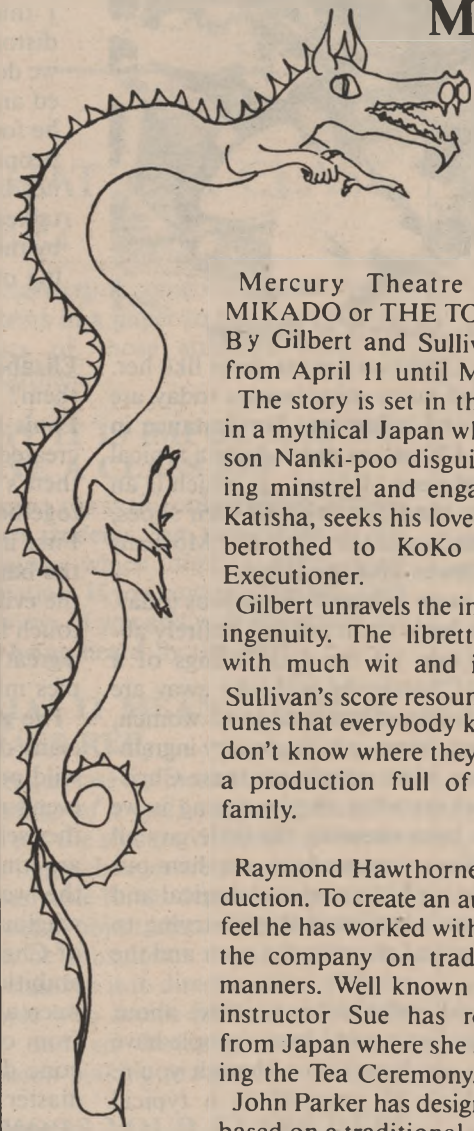 M
Mercury Theatre
MIKADO or THE TO
By Gilbert and Sulliv
from April 11 until M
The story is set in th
in a mythical Japan wh
son Nanki-poo disgui
ing minstrel and enga
Katisha, seeks his love
betrothed to KoKo
Executioner.
Gilbert unravels the in
ingenuity. The librett
with much wit and i
Sullivan's score resour
tunes that everybody k
don't know where they
a production full of
family.
Raymond Hawthorne
duction. To create an au
feel he has worked with
the company on trad
manners. Well known
instructor Sue has re
from Japan where she
ing the Tea Ceremony.
John Parker has desig
based on a traditional